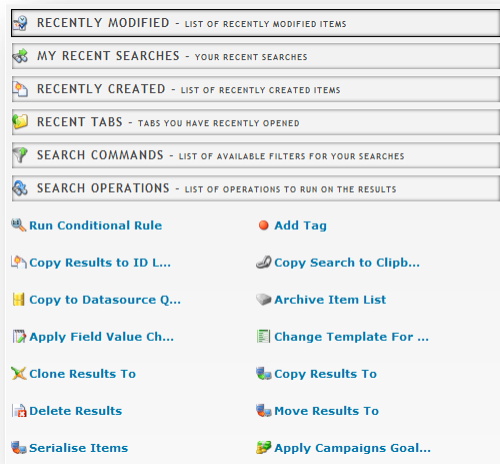 RECENTLY MODIFIED - LIST OF RECENTLY MODIFIED ITEMS
MY RECENT SEARCHES - YOUR RECENT SEARCHES
RECENTLY CREATED - LIST OF RECENTLY CREATED ITEMS
RECENT TABS - TABS YOU HAVE RECENTLY OPENED
SEARCH COMMANDS - LIST OF AVAILABLE FILTERS FOR YOUR SEARCHES
SEARCH OPERATIONS - LIST OF OPERATIONS TO RUN ON THE RESULTS
Run Conditional Rule
Add Tag
Copy Results to ID L...
Copy Search to Clipb...
Copy to Datasource Q...
Archive Item List
Apply Field Value Ch...
Change Template For ...
Clone Results To
Copy Results To
Delete Results
Move Results To
Serialise Items
Apply Campaigns Goal...